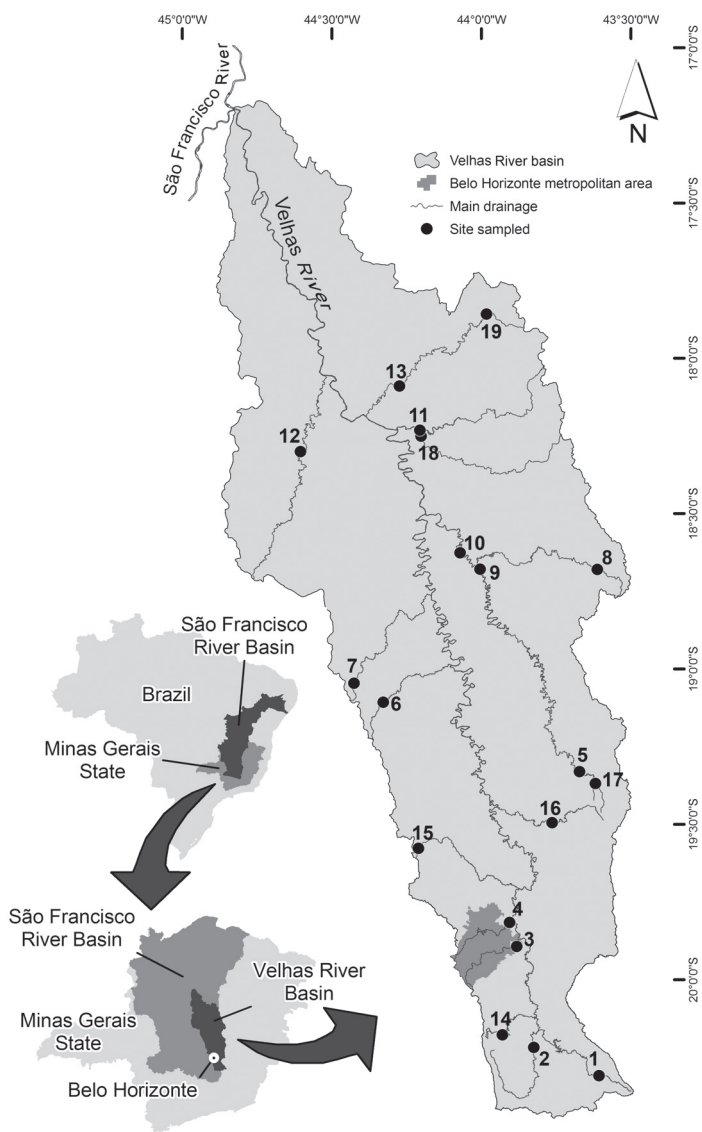 45°0'0"W
44°30'0"W
44°0'0"W
43°30'0"W
17°0'0"S
17°30'0"S
18°0'0"S
18°30'0"S
19°0'0"S
19°30'0"S
20°0'0"S
São Francisco River
Velhas River
N
Velhas River basin
Belo Horizonte metropolitan area
Main drainage
Site sampled
19
13
11
18
12
10
9
8
7
6
5
17
16
15
4
3
14
2
1
São Francisco
River Basin
Brazil
Minas Gerais
State
São Francisco
River Basin
Velhas River
Basin
Minas Gerais
State
Belo Horizonte